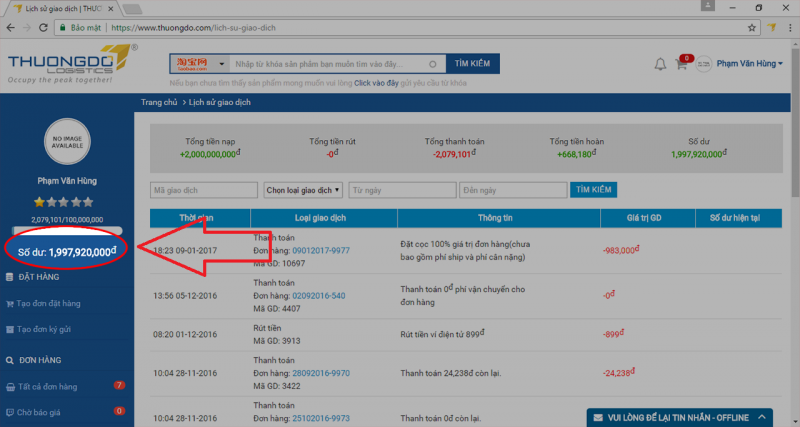 Lịch sử giao dịch | THUO
Bảo mật | https://www.thuongdo.com/lich-su-giao-dich
THUONGDO
LOGISTICS
Occupy the peak together!
淘宝网
taobao.com
Nhập từ khóa sản phẩm bạn muốn tìm vào đây...
TÌM KIẾM
0
Phạm Văn Hùng
Nếu bạn chưa tìm thấy sản phẩm mong muốn vui lòng Click vào đây gửi yêu cầu từ khóa
Trang chủ > Lịch sử giao dịch
NO IMAGE
AVAILABLE
Phạm Văn Hùng
2,079,101/100,000,000
Số dư: 1,997,920,000đ
ĐẶT HÀNG
Tạo đơn đặt hàng
Tạo đơn ký gửi
ĐƠN HÀNG
Tất cả đơn hàng 7
Chờ báo giá 0
Tổng tiền nạp Tổng tiền rút Tổng thanh toán Tổng tiền hoàn Số dư
+2,000,000,000đ -0đ -2,079,101đ +668,180đ 1,997,920,000đ
Mã giao dịch Chọn loại giao dịch Từ ngày Đến ngày TÌM KIẾM
Thời gian Loại giao dịch Thông tin Giá trị GD Số dư hiện tại
18:23 09-01-2017
Thanh toán
Đơn hàng: 09012017-9977
Mã GD: 10697
Đặt cọc 100% giá trị đơn hàng(chưa
bao gồm phí ship và phí cân nặng)
-983,000đ
13:56 05-12-2016
Thanh toán
Đơn hàng: 02092016-540
Mã GD: 4407
Thanh toán 0đ phí vận chuyển cho
đơn hàng
-0đ
08:20 01-12-2016
Rút tiền
Mã GD: 3913
Rút tiền ví điện tử 899đ
-899đ
10:04 28-11-2016
Thanh toán
Đơn hàng: 28092016-9970
Mã GD: 3422
Thanh toán 24,238đ còn lại.
-24,238đ
10:04 28-11-2016
Thanh toán
Đơn hàng: 25102016-9973
Thanh toán 0đ còn lại.
VUI LÒNG ĐỂ LẠI TIN NHẮN - OFFLINE